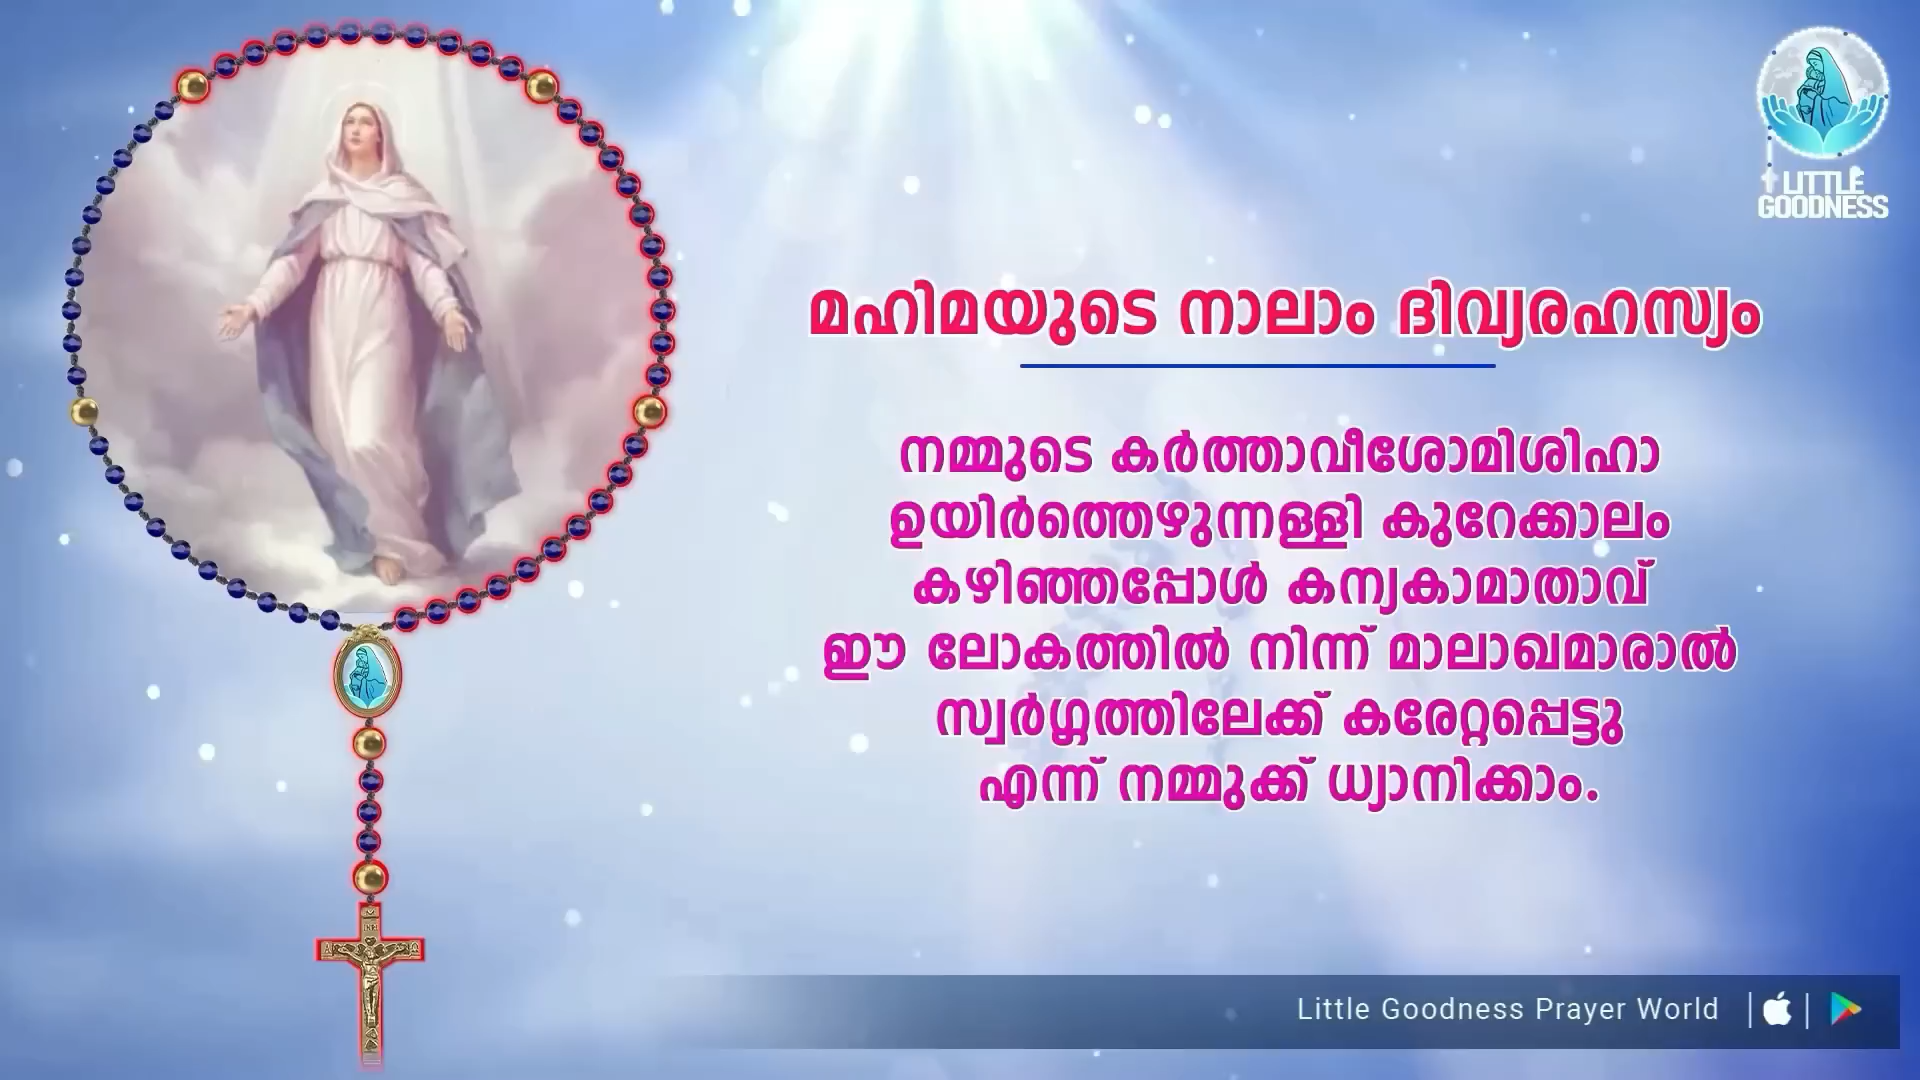 LITTLE
GOODNESS
മഹിമയുടെ നാലാം ദിവ്യരഹസ്യം
നമ്മുടെ കർത്താവീശോമിശിഹാ
ഉയിർത്തെഴുന്നള്ളി കുറേക്കാലം
കഴിഞ്ഞപ്പോൾ കന്യകാമാതാവ്
ഈ ലോകത്തിൽ നിന്ന് മാലാഖമാരാൽ
സ്വർഗ്ഗത്തിലേക്ക് കരേറ്റപ്പെട്ടു
എന്ന് നമ്മുക്ക് ധ്യാനിക്കാം.
Little Goodness Prayer World